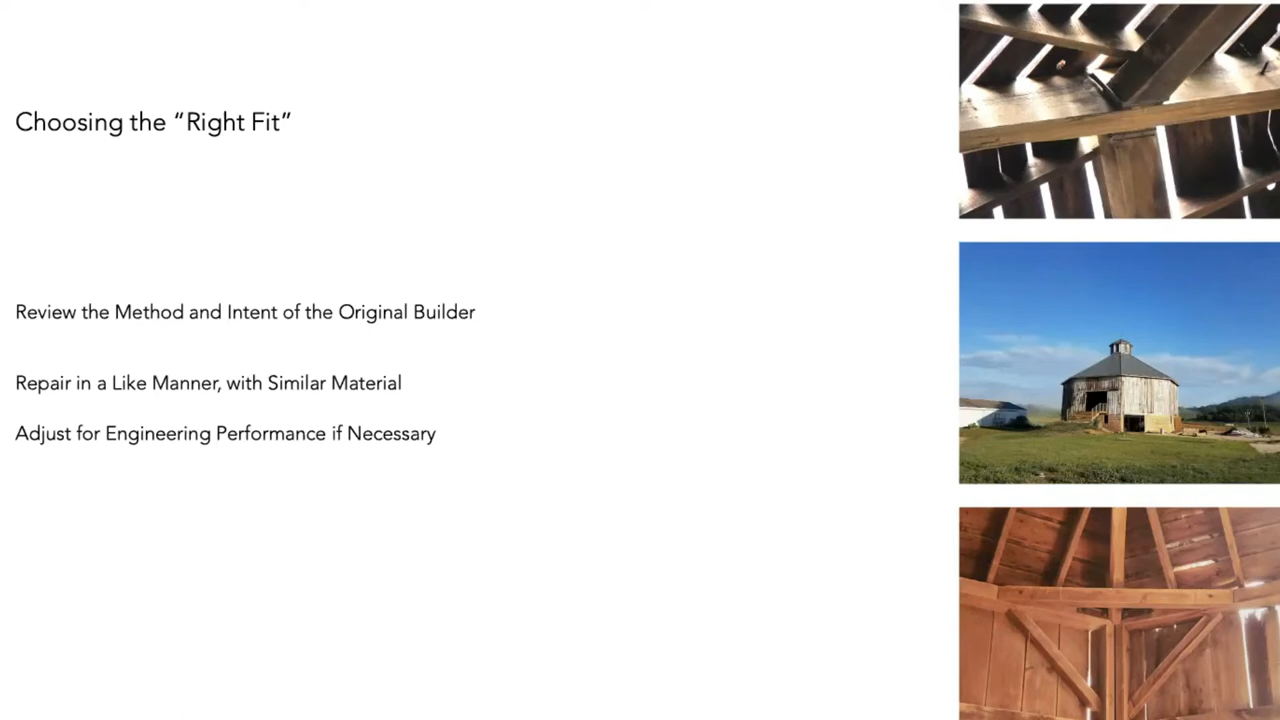 Choosing the “Right Fit”
Review the Method and Intent of the Original Builder
Repair in a Like Manner, with Similar Material
Adjust for Engineering Performance if Necessary